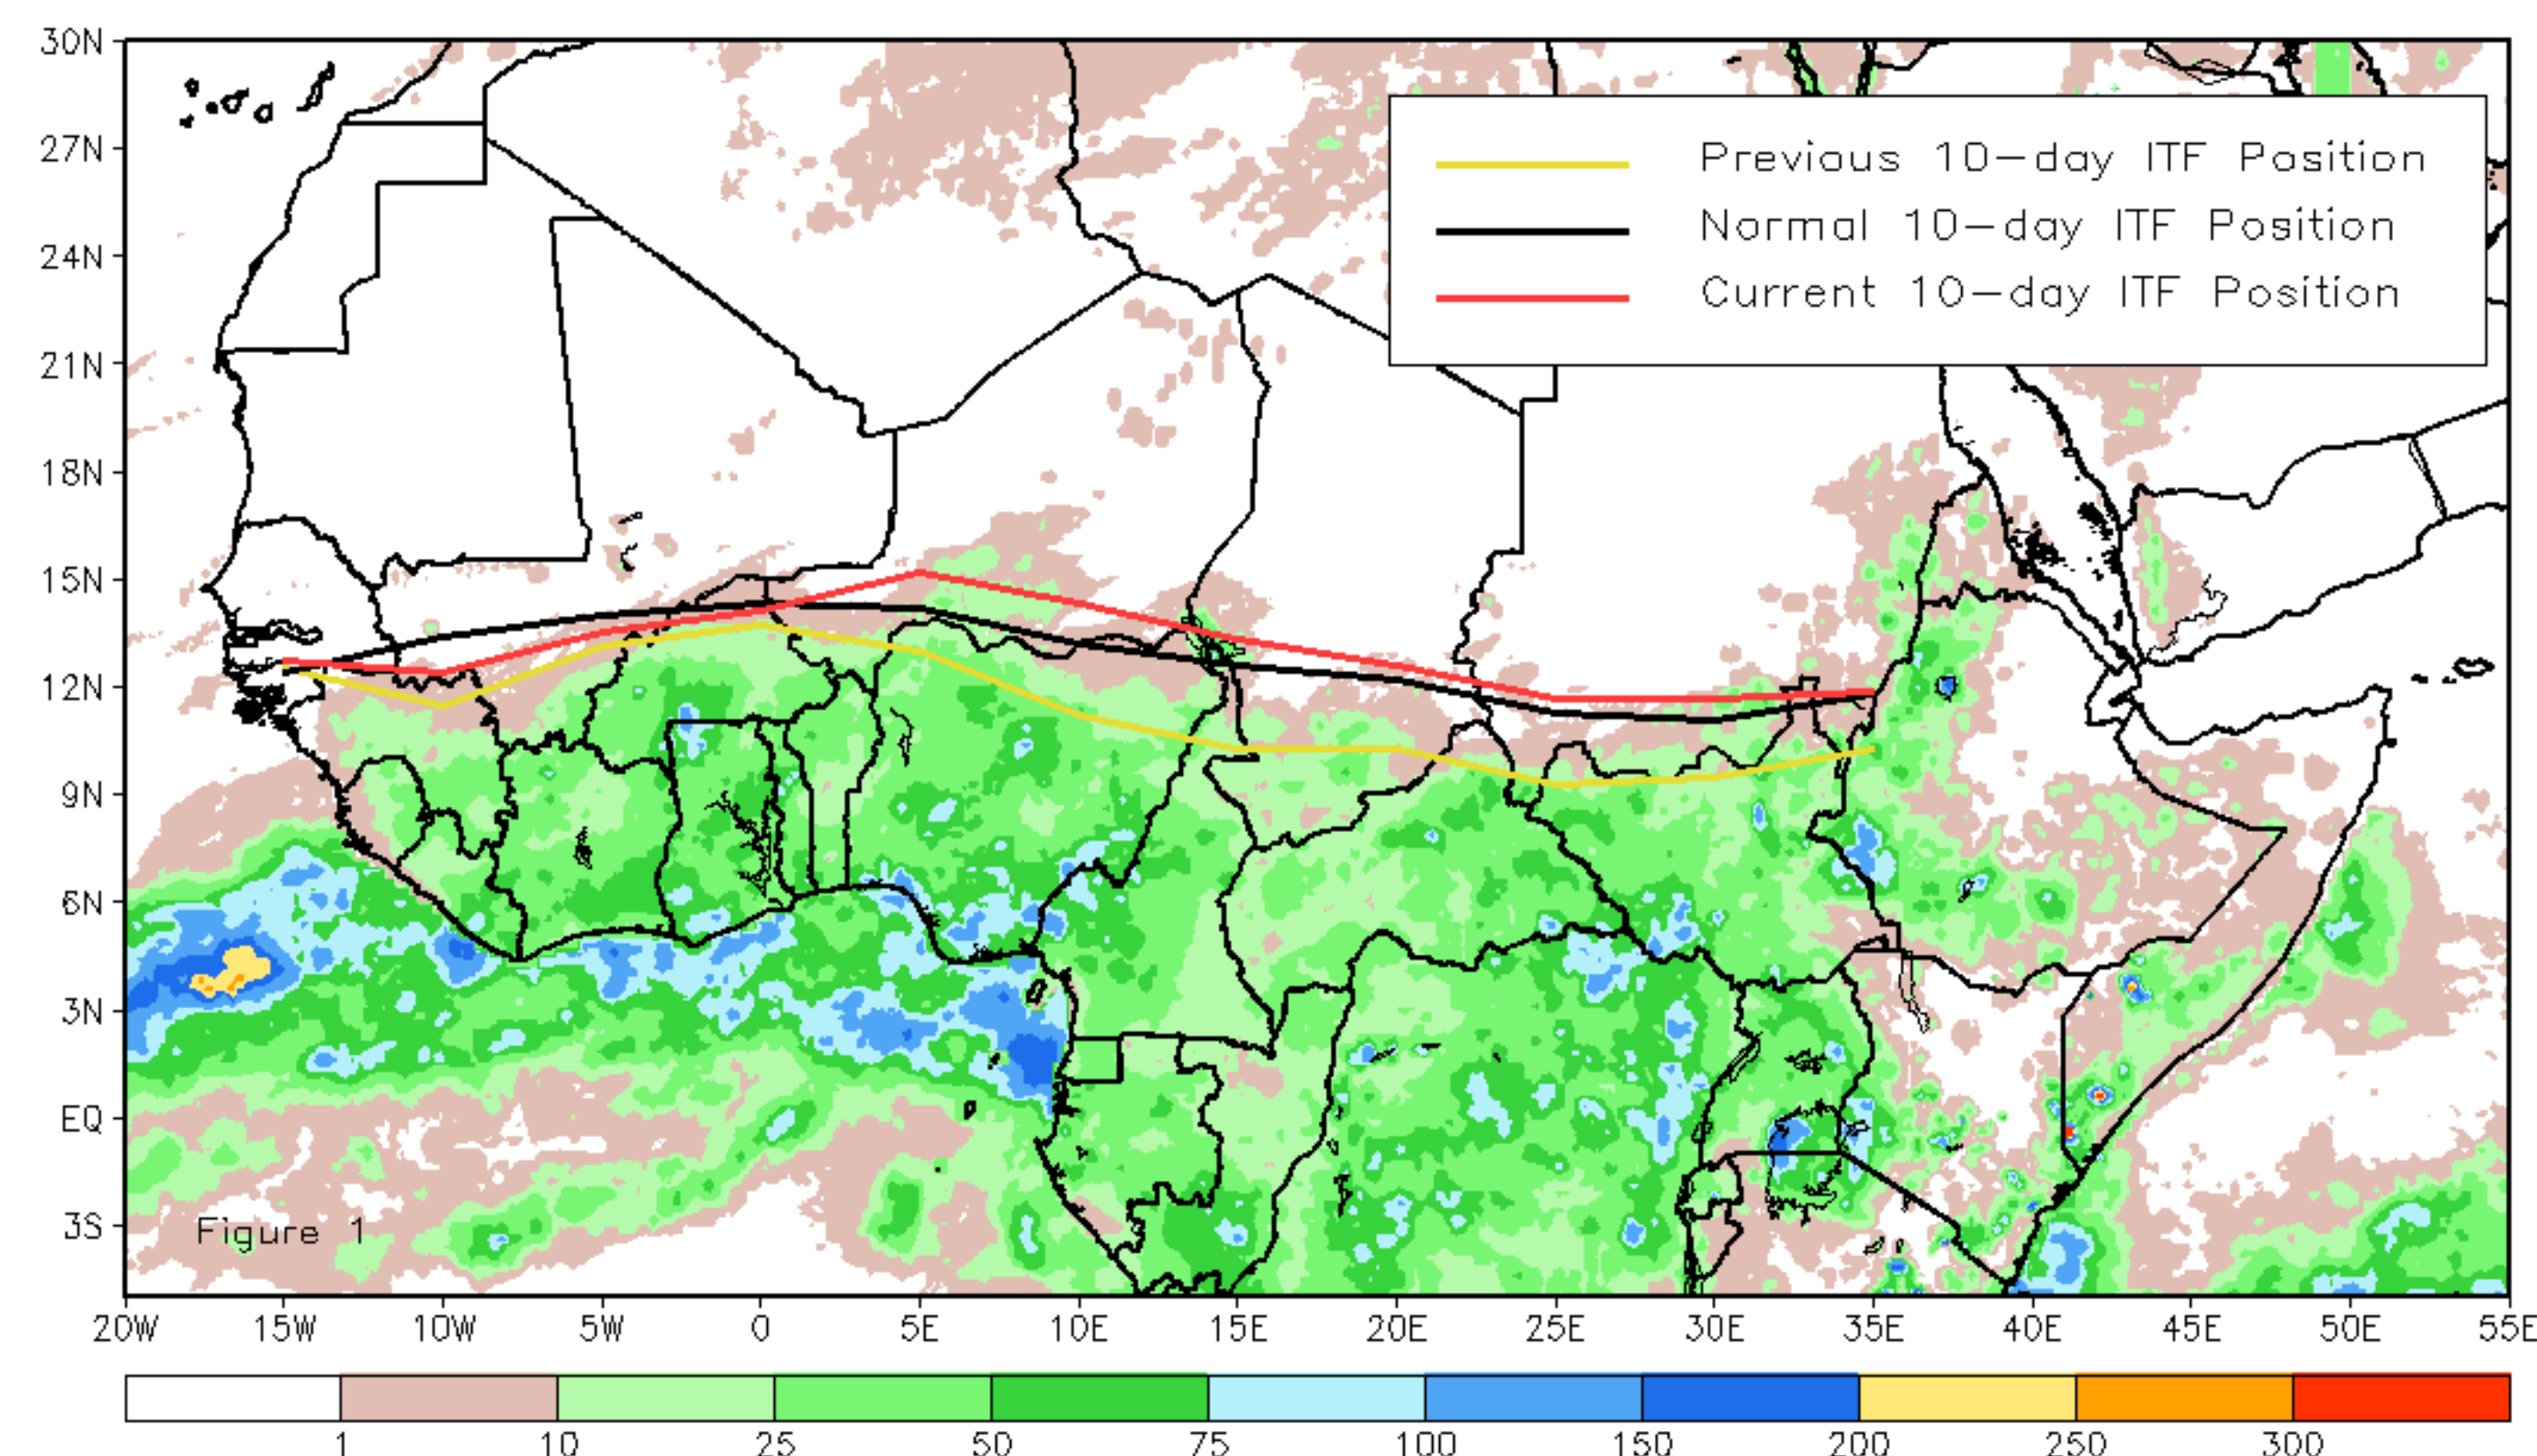 30N
27N
24N
21N
18N
15N
12N
9N
6N
3N
EQ
3S
Previous 10-day ITF Position
Normal 10-day ITF Position
Current 10-day ITF Position
Figure 1
20W 15W 10W 5W 0 5E 10E 15E 20E 25E 30E 35E 40E 45E 50E 55E
1 10 25 50 75 100 150 200 250 300